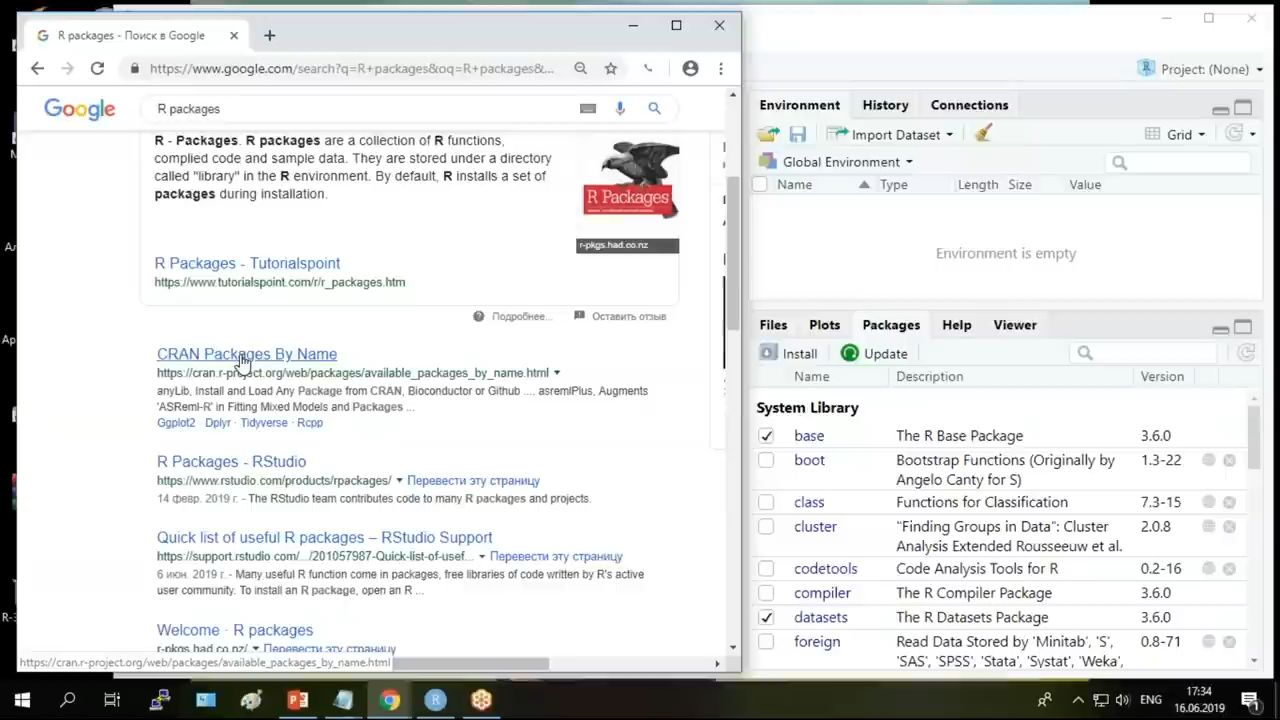 R packages - Поиск в Google
https://www.google.com/search?q=R+packages&oq=R+packages&...
Google
R packages
R - Packages. R packages are a collection of R functions,
complied code and sample data. They are stored under a directory
called "library" in the R environment. By default, R installs a set of
packages during installation.
R Packages
r-pkgs.had.co.nz
R Packages - Tutorialspoint
https://www.tutorialspoint.com/r/r_packages.htm
Подробнее...
Оставить отзыв
CRAN Packages By Name
https://cran.r-project.org/web/packages/available_packages_by_name.html
anyLib, Install and Load Any Package from CRAN, Bioconductor or Github .... asremlPlus, Augments
'ASReml-R' in Fitting Mixed Models and Packages ...
Ggplot2 · Dplyr · Tidyverse · Rcpp
R Packages - RStudio
https://www.rstudio.com/products/rpackages/ Перевести эту страницу
14 февр. 2019 г. - The RStudio team contributes code to many R packages and projects.
Quick list of useful R packages – RStudio Support
https://support.rstudio.com/.../201057987-Quick-list-of-usef... Перевести эту страницу
6 июн. 2019 г. - Many useful R function come in packages, free libraries of code written by R's active
user community. To install an R package, open an R ...
Welcome · R packages
r-pkgs.had.co.nz/ Перевести эту страницу
https://cran.r-project.org/web/packages/available_packages_by_name.html
Project: (None)
Environment History Connections
Import Dataset
Grid
Global Environment
Name Type Length Size Value
Environment is empty
Files Plots Packages Help Viewer
Install Update
Name Description Version
System Library
base The R Base Package 3.6.0
boot Bootstrap Functions (Originally by 1.3-22
Angelo Canty for S)
class Functions for Classification 7.3-15
cluster "Finding Groups in Data": Cluster 2.0.8
Analysis Extended Rousseeuw et al.
codetools Code Analysis Tools for R 0.2-16
compiler The R Compiler Package 3.6.0
datasets The R Datasets Package 3.6.0
foreign Read Data Stored by 'Minitab', 'S', 0.8-71
'SAS', 'SPSS', 'Stata', 'Systat', 'Weka',
ENG
17:34
16.06.2019